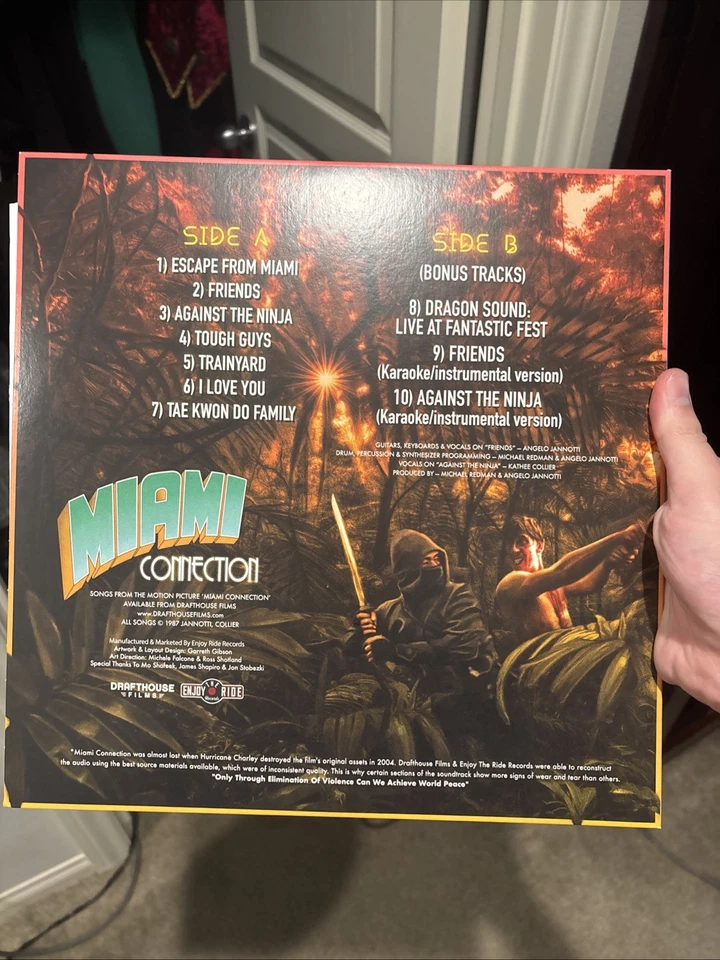 SIDE A
1) ESCAPE FROM MIAMI
2) FRIENDS
3) AGAINST THE NINJA
4) TOUGH GUYS
5) TRAINYARD
6) I LOVE YOU
7) TAE KWON DO FAMILY
SIDE B
(BONUS TRACKS)
8) DRAGON SOUND:
LIVE AT FANTASTIC FEST
9) FRIENDS
(Karaoke/instrumental version)
10) AGAINST THE NINJA
(Karaoke/instrumental version)
GUITARS, KEYBOARDS & VOCALS ON "FRIENDS" – ANGELO JANNOTTI
DRUM, PERCUSSION & SYNTHESIZER PROGRAMMING – MICHAEL REDMAN & ANGELO JANNOTTI
VOCALS ON "AGAINST THE NINJA" – KATHEE COLLIER
PRODUCED BY – MICHAEL REDMAN & ANGELO JANNOTTI
MIAMI
CONNECTION
SONGS FROM THE MOTION PICTURE 'MIAMI CONNECTION'
AVAILABLE FROM DRAFTHOUSE FILMS
www.DRAFTHOUSEFILMS.com
ALL SONGS © 1987 JANNOTTI, COLLIER
Manufactured & Marketed By Enjoy Ride Records
Artwork & Layout Design: Garreth Gibson
Art Direction: Michele Falcone & Ross Shotland
Special Thanks To Mo Shafeek, James Shapiro & Jon Stobezki
DRAFTHOUSE
FILMS
ENJOY THE RIDE
Records
"Miami Connection was almost lost when Hurricane Charley destroyed the film's original assets in 2004. Drafthouse Films & Enjoy The Ride Records were able to reconstruct
the audio using the best source materials available, which were of inconsistent quality. This is why certain sections of the soundtrack show more signs of wear and tear than others.
"Only Through Elimination Of Violence Can We Achieve World Peace"